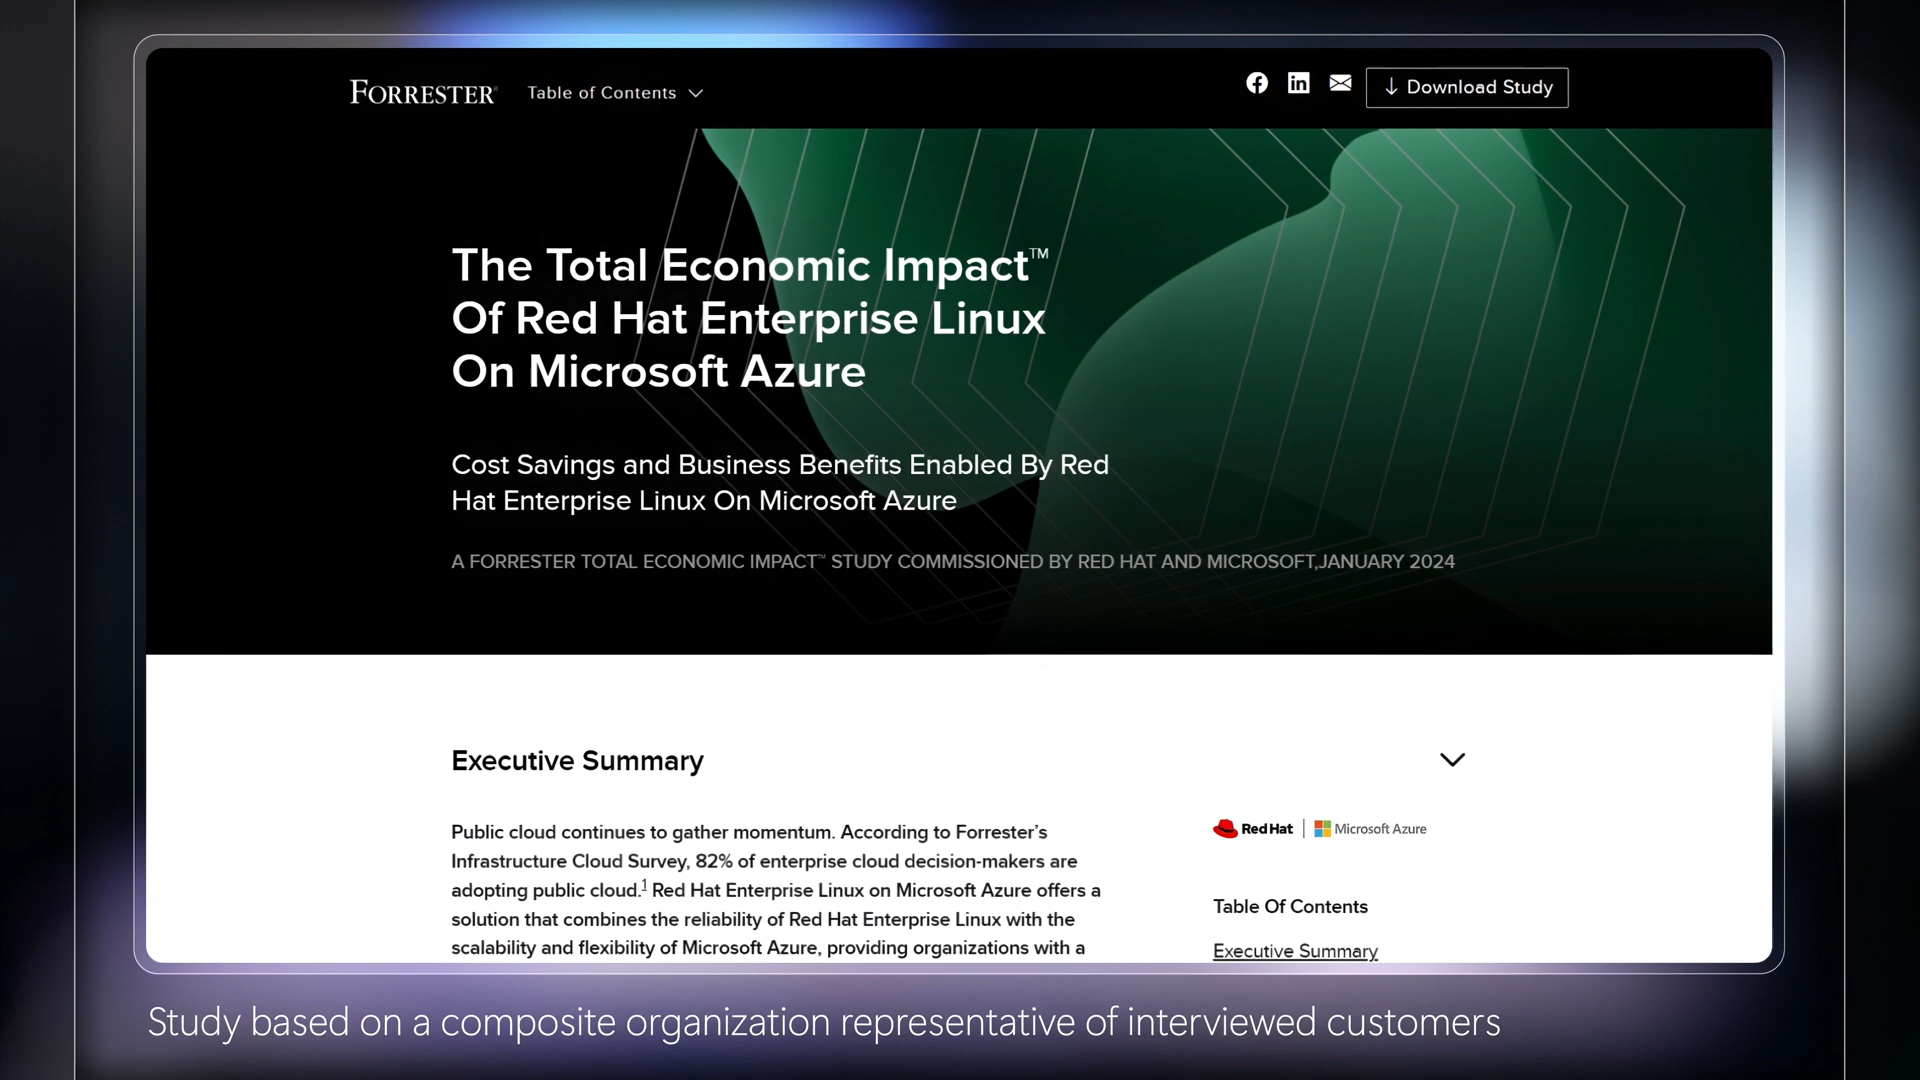 FORRESTER
Table of Contents
Download Study
The Total Economic Impact™
Of Red Hat Enterprise Linux
On Microsoft Azure
Cost Savings and Business Benefits Enabled By Red
Hat Enterprise Linux On Microsoft Azure
A FORRESTER TOTAL ECONOMIC IMPACT™ STUDY COMMISSIONED BY RED HAT AND MICROSOFT,JANUARY 2024
Executive Summary
Public cloud continues to gather momentum. According to Forrester’s
Infrastructure Cloud Survey, 82% of enterprise cloud decision-makers are
adopting public cloud.¹ Red Hat Enterprise Linux on Microsoft Azure offers a
solution that combines the reliability of Red Hat Enterprise Linux with the
scalability and flexibility of Microsoft Azure, providing organizations with a
Red Hat | Microsoft Azure
Table Of Contents
Executive Summary
Study based on a composite organization representative of interviewed customers